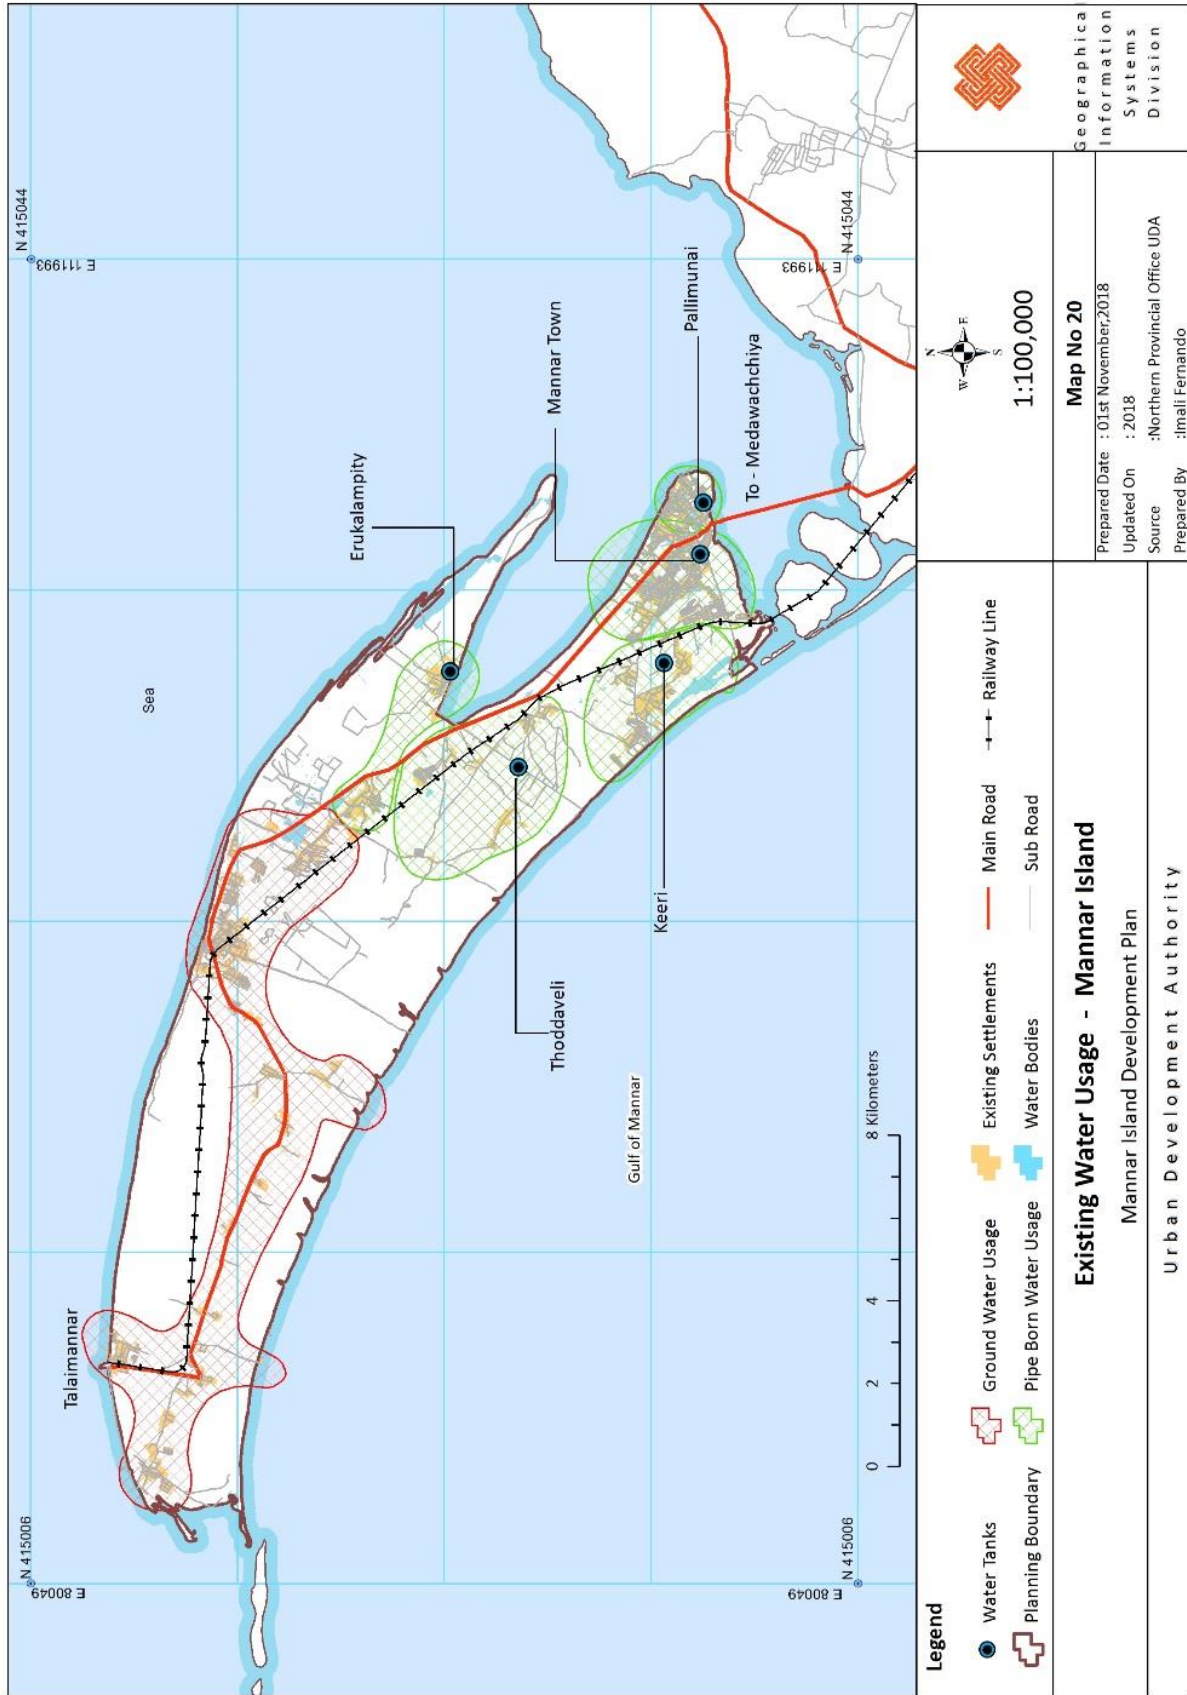 N 415006
E 80049
N 415044
E 111993
Talaimannar
Sea
Erukalampity
Mannar Town
Pallimunai
To - Medawachchiya
Thoddaveli
Keeri
Gulf of Mannar
0 2 4 8 Kilometers
N 415006
E 80049
N 415044
E 111993
Legend
Water Tanks
Ground Water Usage
Existing Settlements
Main Road
Railway Line
Planning Boundary
Pipe Born Water Usage
Water Bodies
Sub Road
Existing Water Usage - Mannar Island
Mannar Island Development Plan
Urban Development Authority
N
W E
S
1:100,000
Map No 20
Prepared Date : 01st November,2018
Updated On : 2018
Source :Northern Provincial Office UDA
Prepared By :Imali Fernando
Geographical
Information
Systems
Division